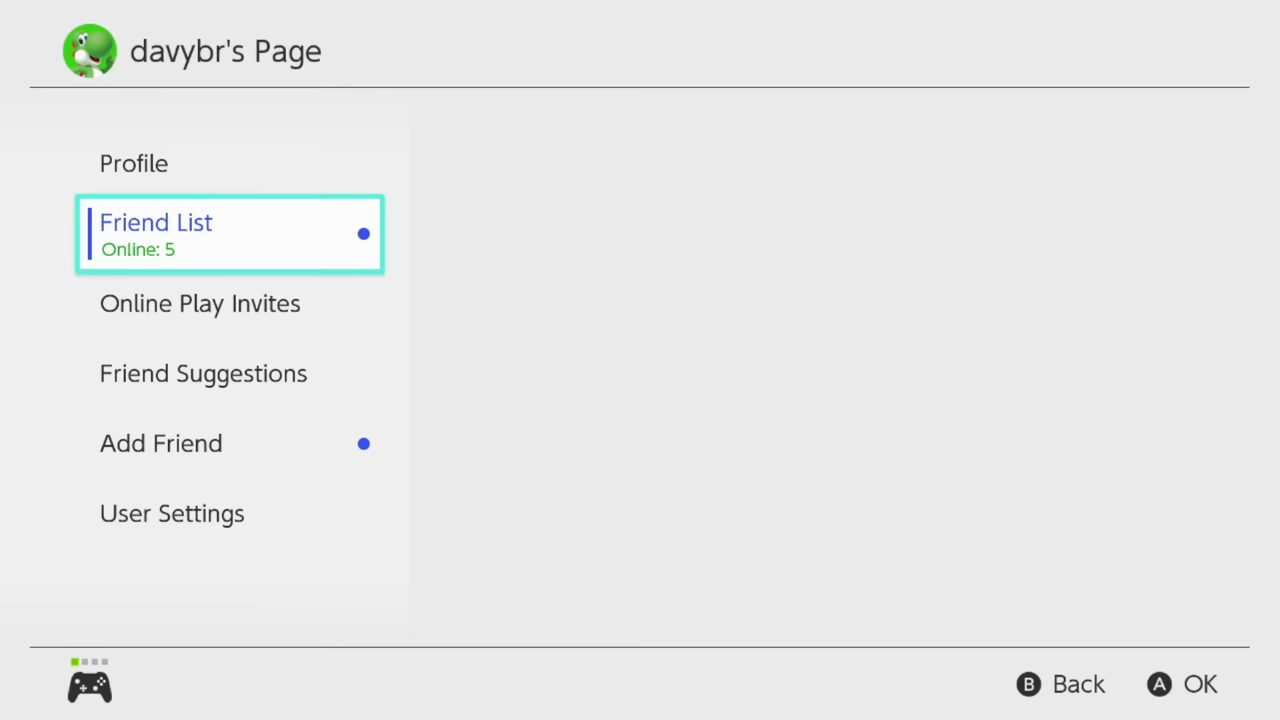 davybr's Page
Profile
Friend List
Online: 5
Online Play Invites
Friend Suggestions
Add Friend
User Settings
B Back A OK